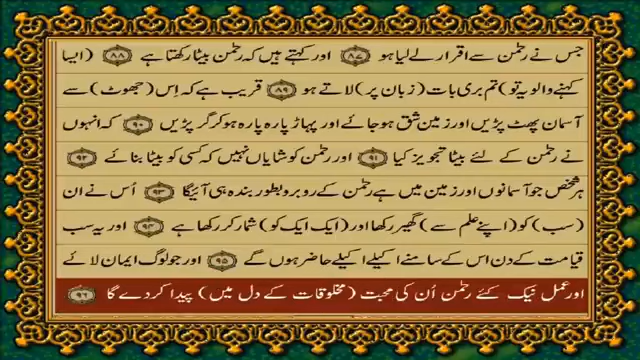 جس نے رحمٰن سے اقرار لے لیا ہو ۸۷ اور کہتے ہیں کہ رحمٰن بیٹا رکھتا ہے ۸۸ (ایسا
کہنے والو یہ تو) تم بری بات (زبان پر) لاتے ہو ۸۹ قریب ہے کہ اِس (جھوٹ) سے
آسمان پھٹ پڑیں اور زمین شق ہو جائے اور پہاڑ پارہ پارہ ہو کر گر پڑیں ۹۰ کہ انہوں
نے رحمٰن کے لئے بیٹا تجویز کیا ۹۱ اور رحمٰن کو شایاں نہیں کہ کسی کو بیٹا بنائے ۹۲
ہر شخص جو آسمانوں اور زمین میں ہے رحمٰن کے روبرو بطور بندہ ہی آئیگا ۹۳ اُس نے ان
(سب) کو (اپنے علم سے) گھیر رکھا اور (ایک ایک کو) شمار کر رکھا ہے ۹۴ اور یہ سب
قیامت کے دن اس کے سامنے اکیلے اکیلے حاضر ہوں گے ۹۵ اور جو لوگ ایمان لائے
اور عمل نیک کئے رحمٰن اُن کی محبت (مخلوقات کے دل میں) پیدا کر دے گا ۹۶